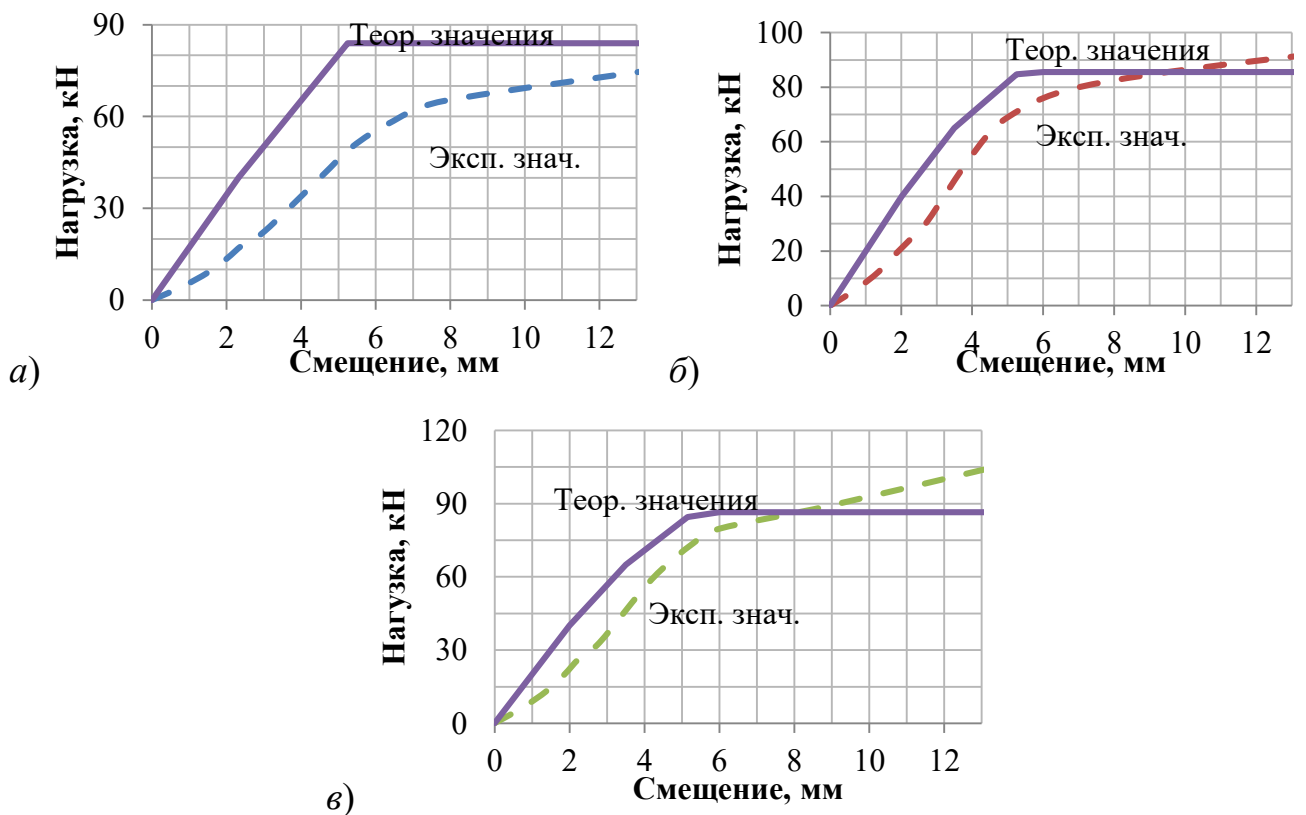 90
60
30
0
Нагрузка, кН
Теор. значения
Эксп. знач.
0 2 4 6 8 10 12
Смещение, мм
а)
100
80
60
40
20
0
Нагрузка, кН
Теор. значения
Эксп. знач.
0 2 4 6 8 10 12
Смещение, мм
б)
120
90
60
30
0
Нагузка, кН
Теор. значения
Эксп. знач.
0 2 4 6 8 10 12
Смещение, мм
в)